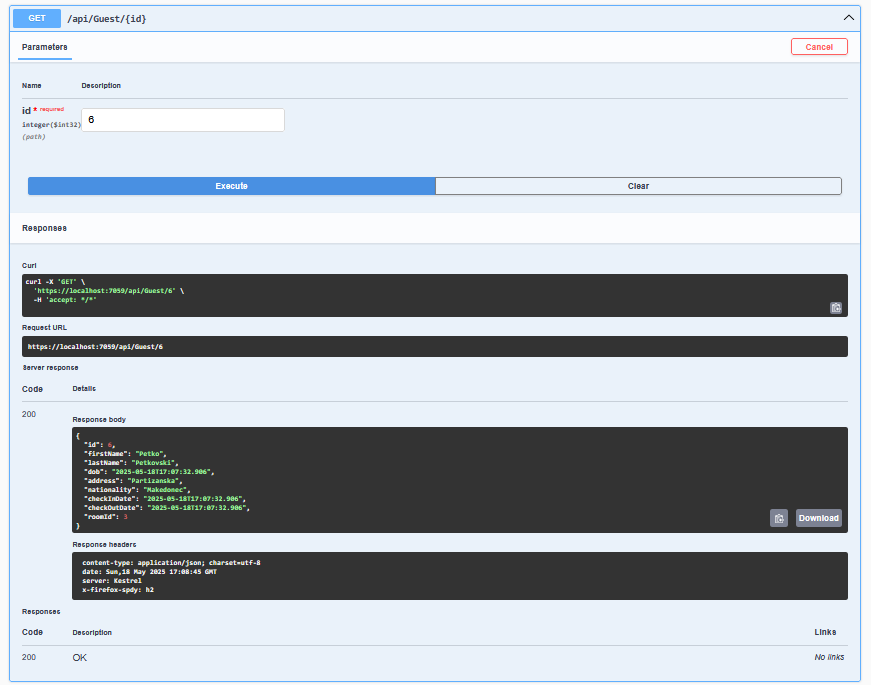 GET /api/Guest/{id}
Parameters
Cancel
Name Description
id * required
integer($int32)
(path)
6
Execute Clear
Responses
Curl
curl -X 'GET' \
'https://localhost:7059/api/Guest/6' \
-H 'accept: */*'
Request URL
https://localhost:7059/api/Guest/6
Server response
Code Details
200
Response body
{
"id": 6,
"firstName": "Petko",
"lastName": "Petkovski",
"dob": "2025-05-18T17:07:32.906",
"address": "Partizanska",
"nationality": "Makedonec",
"checkInDate": "2025-05-18T17:07:32.906",
"checkOutDate": "2025-05-18T17:07:32.906",
"roomId": 3
}
Download
Response headers
content-type: application/json; charset=utf-8
date: Sun,18 May 2025 17:08:45 GMT
server: Kestrel
x-firefox-spdy: h2
Responses
Code Description Links
200 OK No links